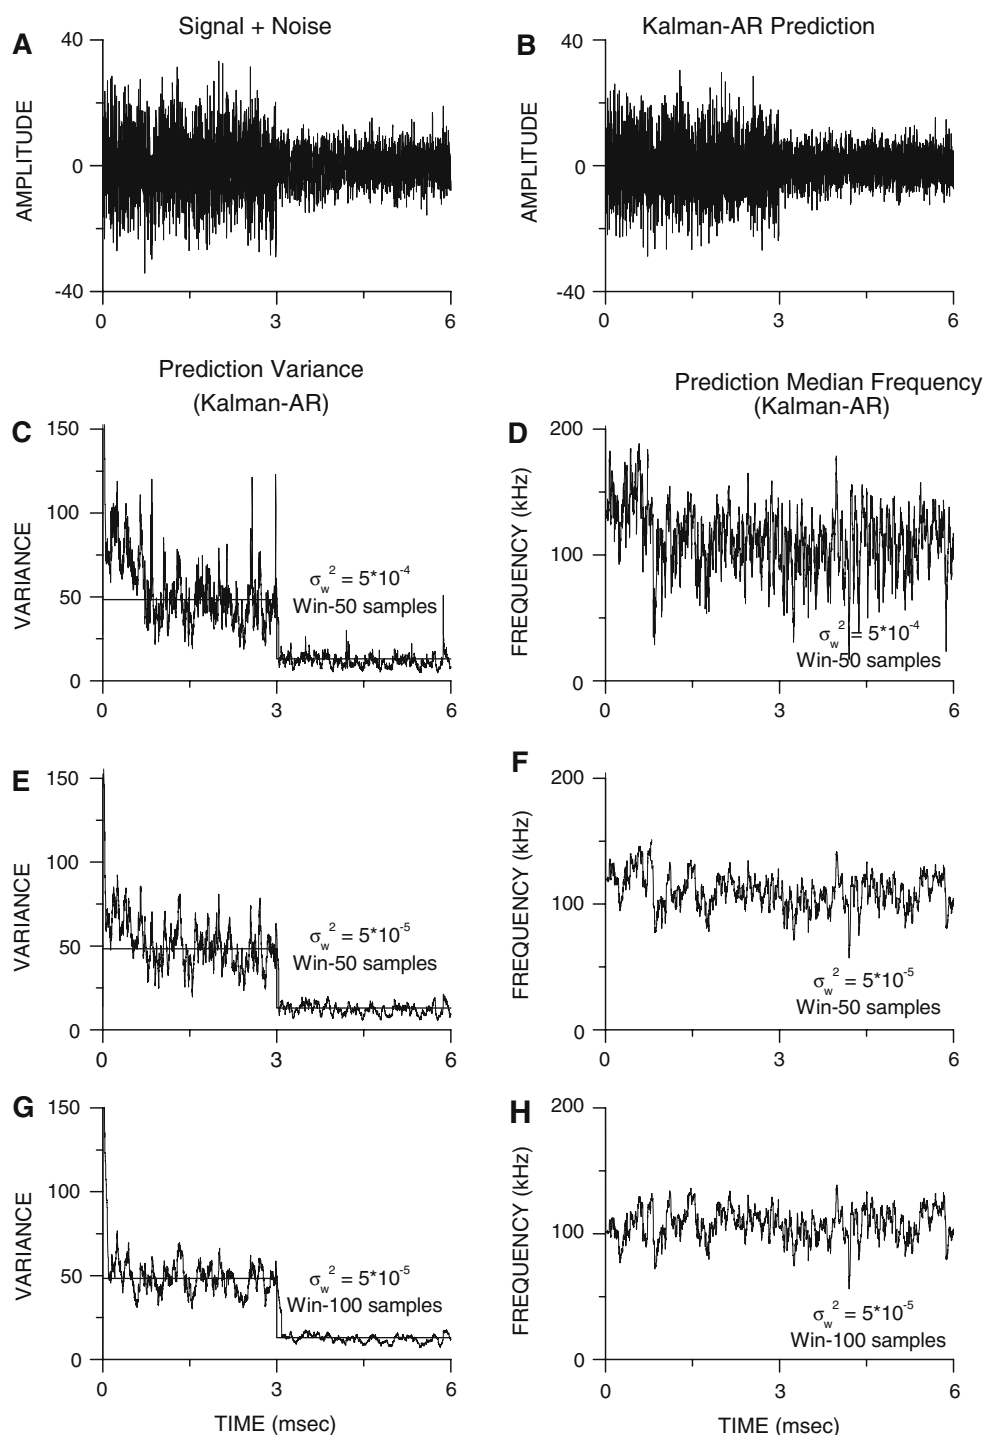 A
Signal + Noise
40
0
-40
AMPLITUDE
0
3
6
B
Kalman-AR Prediction
40
0
-40
AMPLITUDE
0
3
6
Prediction Variance
(Kalman-AR)
C
150
100
50
0
VARIANCE
σw² = 5*10⁻⁴
Win-50 samples
0
3
6
Prediction Median Frequency
(Kalman-AR)
D
200
100
0
FREQUENCY (kHz)
σw² = 5*10⁻⁴
Win-50 samples
0
3
6
E
150
100
50
0
VARIANCE
σw² = 5*10⁻⁵
Win-50 samples
0
3
6
F
200
100
0
FREQUENCY (kHz)
σw² = 5*10⁻⁵
Win-50 samples
0
3
6
G
150
100
50
0
VARIANCE
σw² = 5*10⁻⁵
Win-100 samples
0
3
6
TIME (msec)
H
200
100
0
FREQUENCY (kHz)
σw² = 5*10⁻⁵
Win-100 samples
0
3
6
TIME (msec)